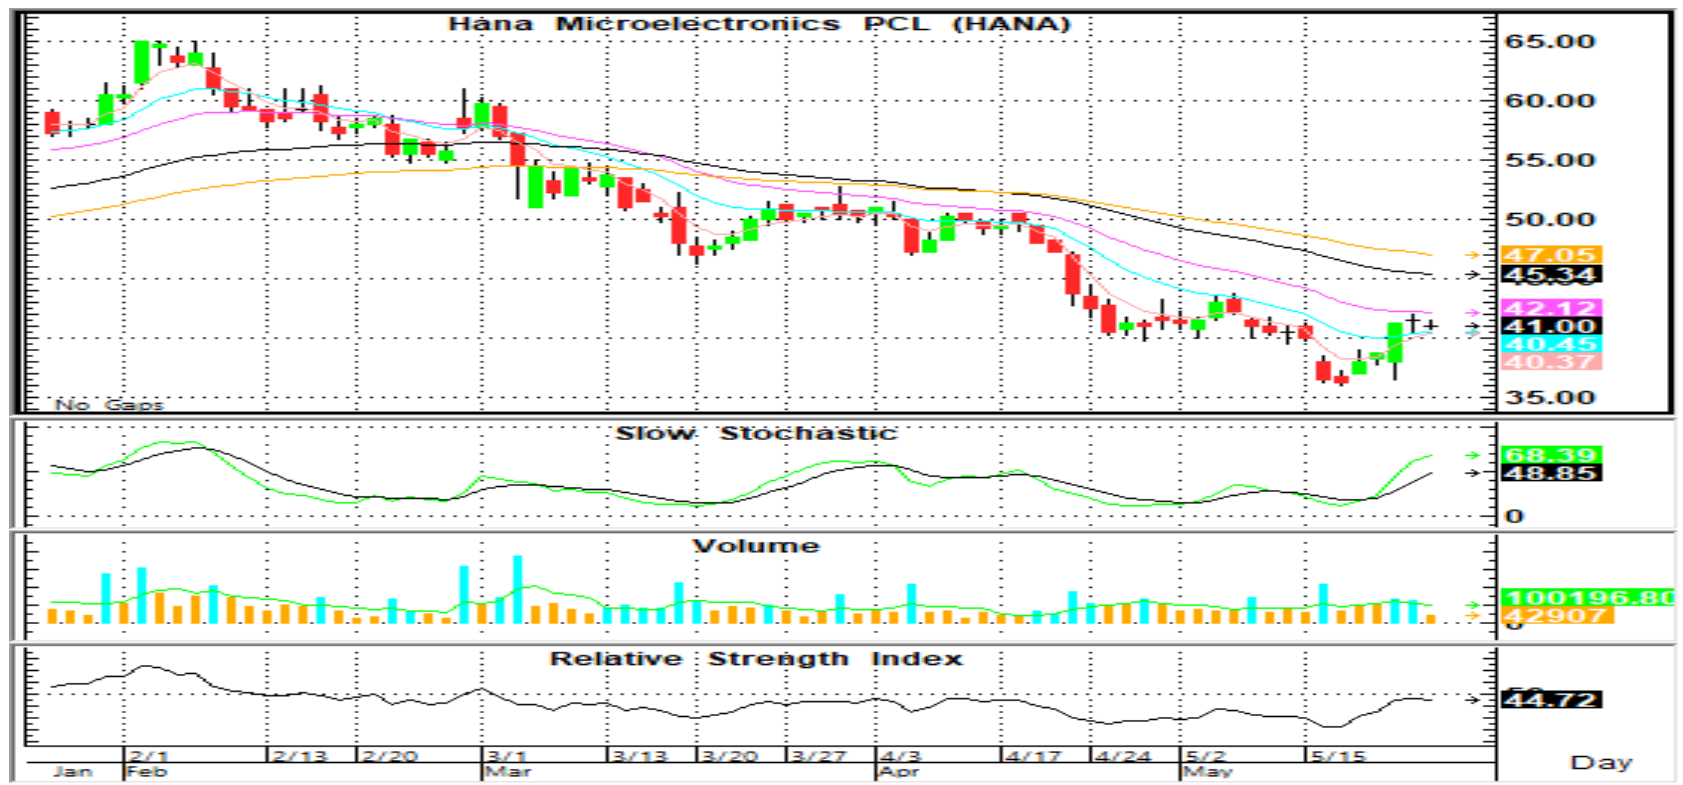 Hana Microelectronics PCL (HANA)
65.00
60.00
55.00
50.00
47.05
45.34
42.12
41.00
40.45
40.37
35.00
No Gaps
Slow Stochastic
68.39
48.85
0
Volume
100196.80
42907
0
Relative Strength Index
44.72
2/1 2/13 2/20 3/1 3/13 3/20 3/27 4/3 4/17 4/24 5/2 5/15
Jan Feb Mar Apr May
Day